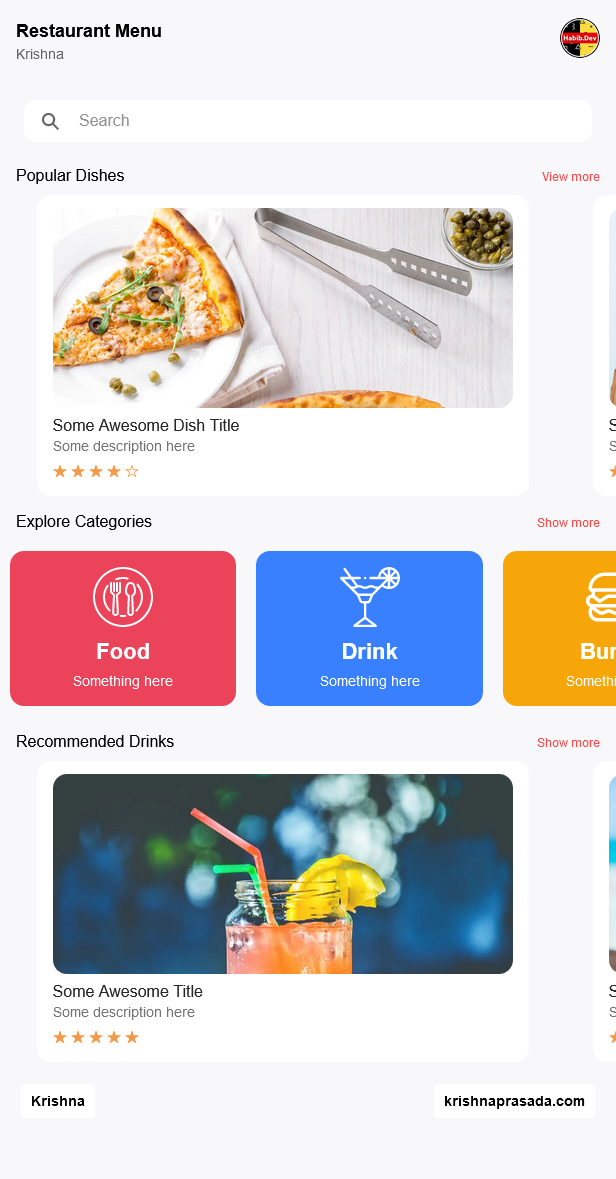 Restaurant Menu
Krishna
Habib.Dev
Search
Popular Dishes
View more
Some Awesome Dish Title
Some description here
Explore Categories
Show more
Food
Something here
Drink
Something here
Recommended Drinks
Show more
Some Awesome Title
Some description here
Krishna
krishnaprasada.com